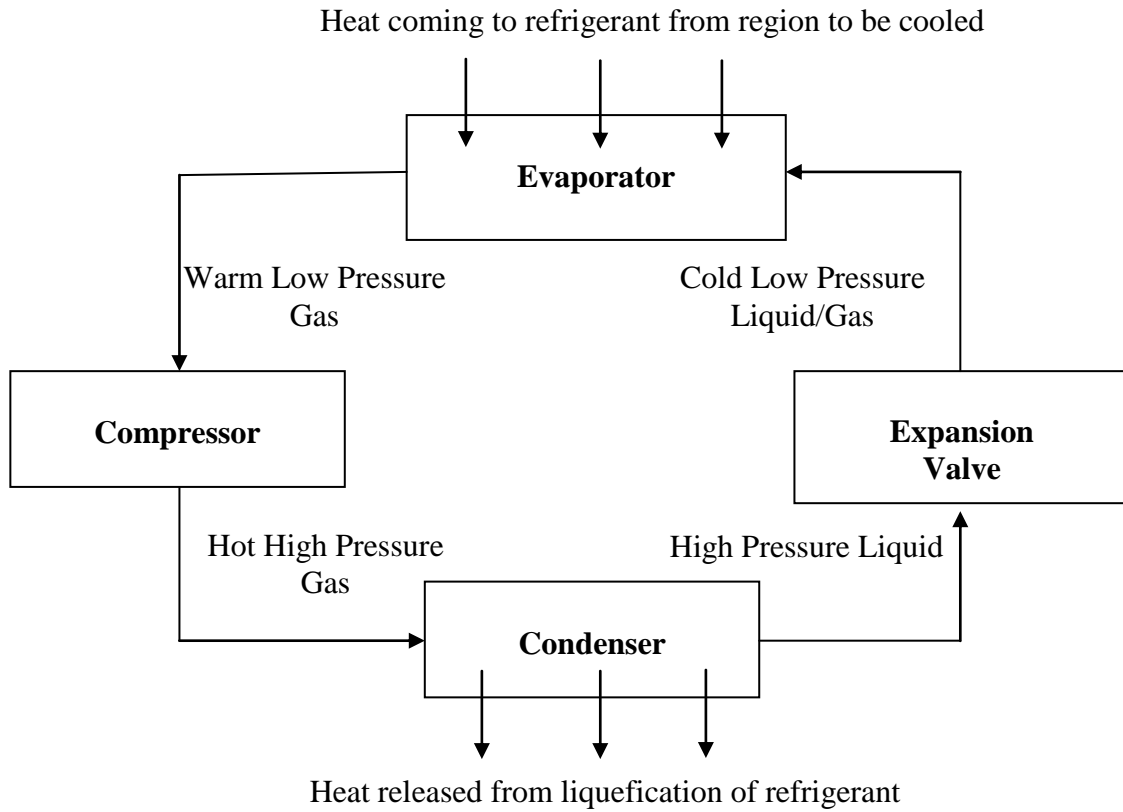 Heat coming to refrigerant from region to be cooled
Evaporator
Warm Low Pressure
Gas
Cold Low Pressure
Liquid/Gas
Compressor
Expansion
Valve
Hot High Pressure
Gas
High Pressure Liquid
Condenser
Heat released from liquefication of refrigerant